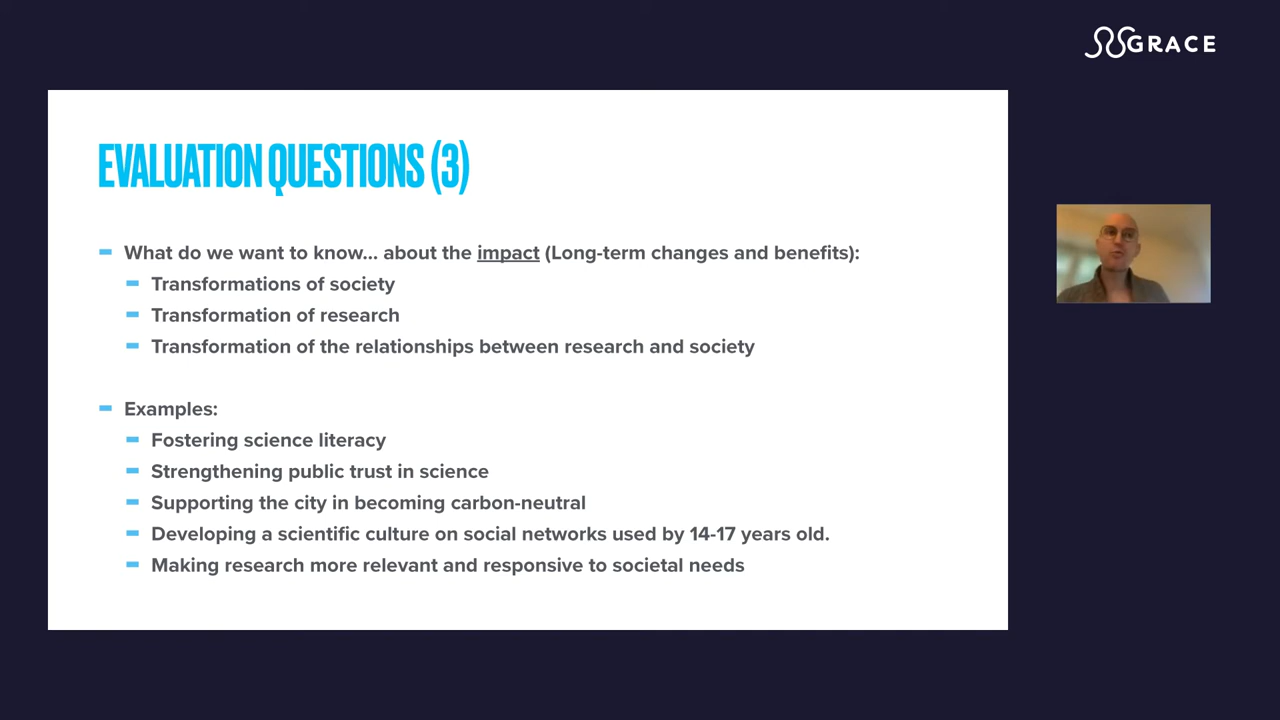 GRACE
EVALUATION QUESTIONS (3)
What do we want to know... about the impact (Long-term changes and benefits):
Transformations of society
Transformation of research
Transformation of the relationships between research and society
Examples:
Fostering science literacy
Strengthening public trust in science
Supporting the city in becoming carbon-neutral
Developing a scientific culture on social networks used by 14-17 years old.
Making research more relevant and responsive to societal needs